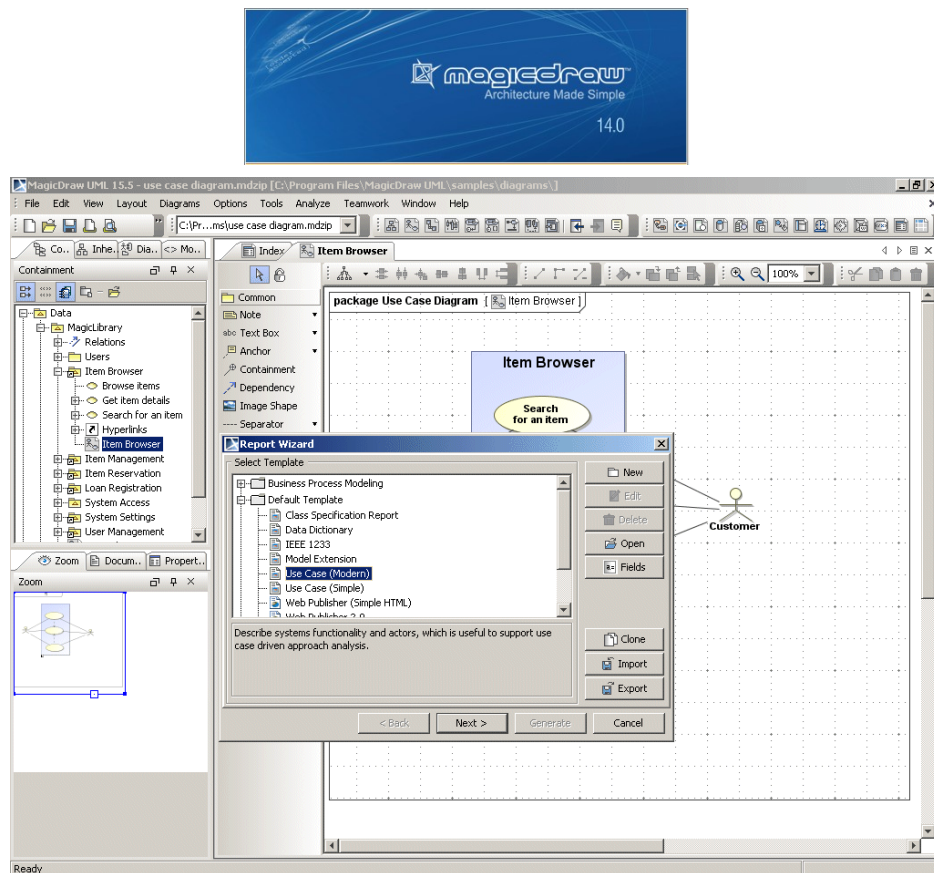 magicdraw™
Architecture Made Simple
14.0
MagicDraw UML 15.5 - use case diagram.mdzip [C:\Program Files\MagicDraw UML\samples\diagrams\]
File Edit View Layout Diagrams Options Tools Analyze Teamwork Window Help
C:\Pr...ms\use case diagram.mdzip
Co.. Inhe. Dia.. <> Mo..
Index Item Browser
Containment
100%
Data
MagicLibrary
Relations
Users
Item Browser
Browse items
Get item details
Search for an item
Hyperlinks
Item Browser
Item Management
Item Reservation
Loan Registration
System Access
System Settings
User Management
Zoom Docum.. Propert..
Zoom
Common
Note
abc Text Box
Anchor
Containment
Dependency
Image Shape
---- Separator
package Use Case Diagram [ Item Browser ]
Item Browser
Search
for an item
Customer
Report Wizard
Select Template
Business Process Modeling
Default Template
Class Specification Report
Data Dictionary
IEEE 1233
Model Extension
Use Case (Modern)
Use Case (Simple)
Web Publisher (Simple HTML)
Web Publisher 2.0
Describe systems functionality and actors, which is useful to support use
case driven approach analysis.
New
Edit
Delete
Open
Fields
Clone
Import
Export
< Back Next > Generate Cancel
Ready